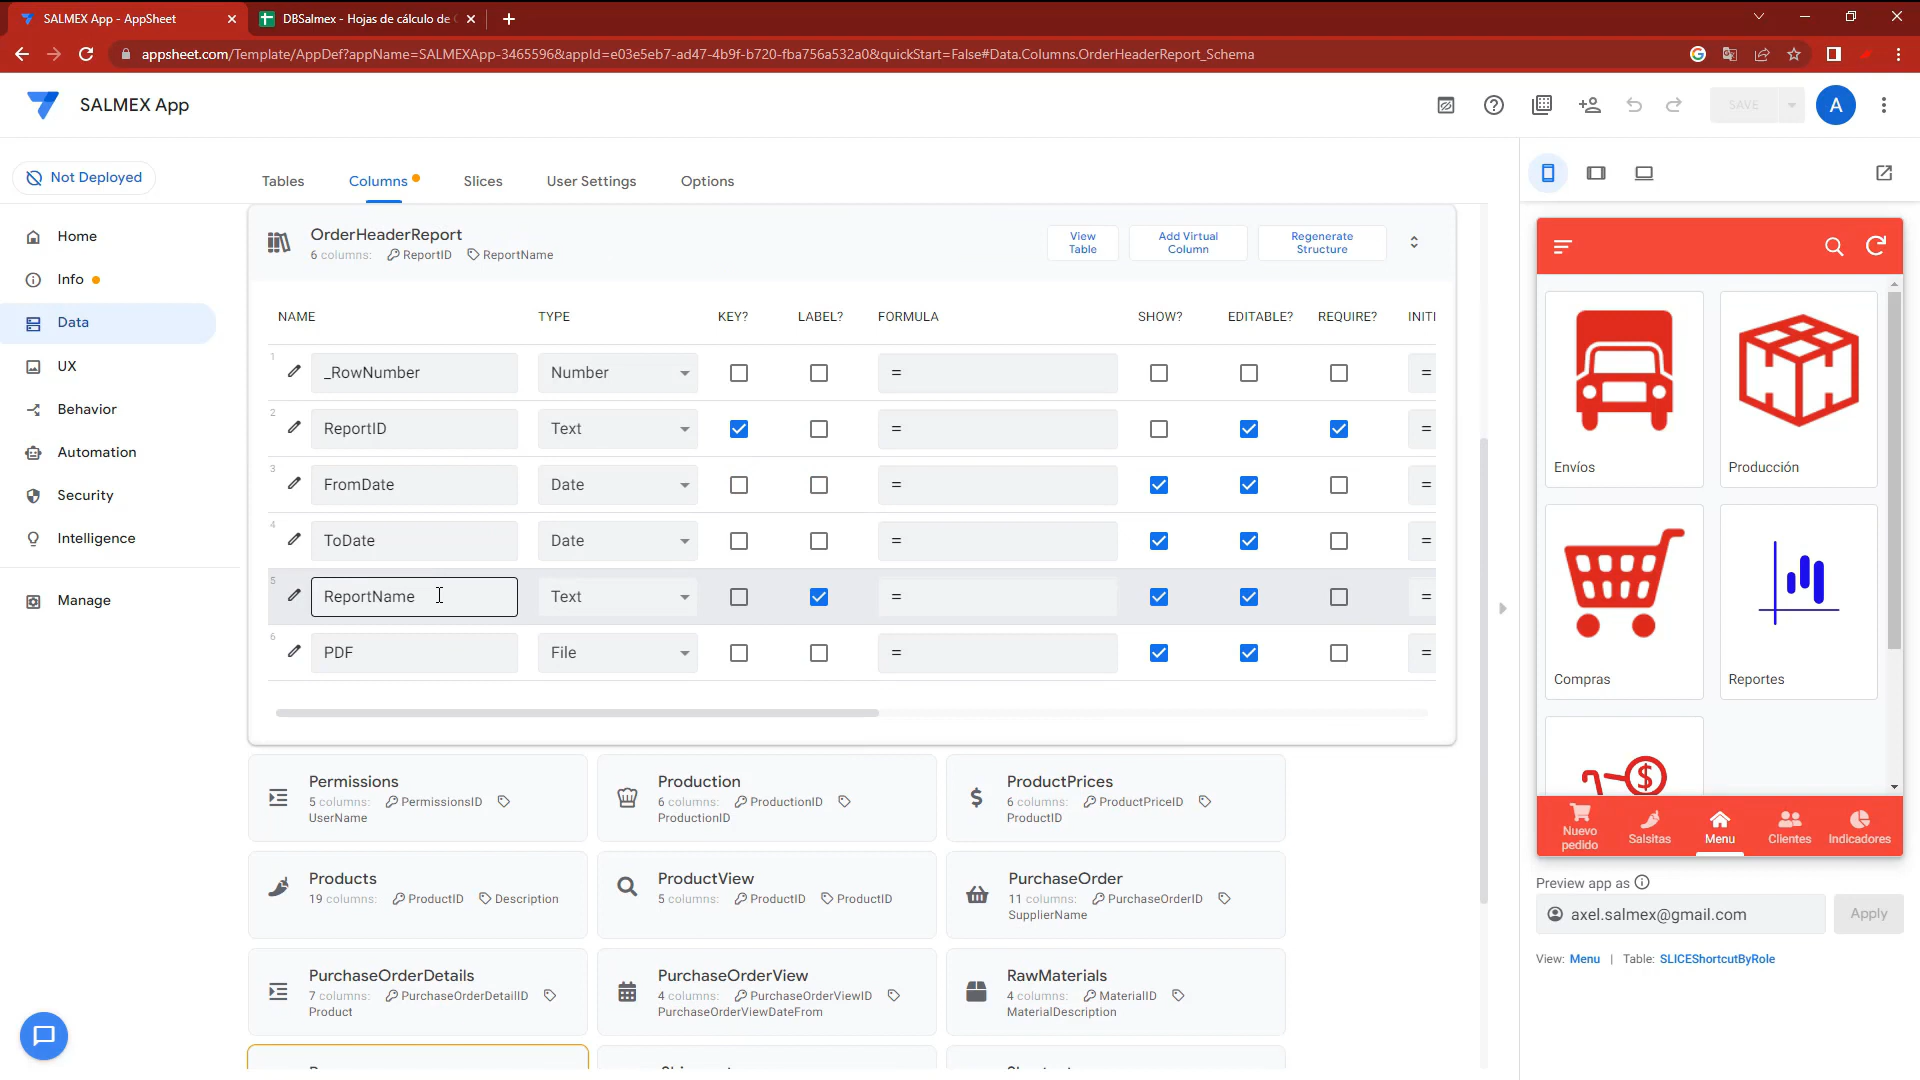 SALMEX App - AppSheet
DBSalmex - Hojas de cálculo de
appsheet.com/Template/AppDef?appName=SALMEXApp-3465596&appId=e03e5eb7-ad47-4b9f-b720-fba756a532a0&quickStart=False#Data.Columns.OrderHeaderReport_Schema
SALMEX App
SAVE
A
Not Deployed
Home
Info
Data
UX
Behavior
Automation
Security
Intelligence
Manage
Tables
Columns
Slices
User Settings
Options
OrderHeaderReport
6 columns: ReportID ReportName
View Table
Add Virtual Column
Regenerate Structure
NAME TYPE KEY? LABEL? FORMULA SHOW? EDITABLE? REQUIRE? INITI
1 _RowNumber Number = =
2 ReportID Text = =
3 FromDate Date = =
4 ToDate Date = =
5 ReportName Text = =
6 PDF File = =
Permissions
5 columns: PermissionsID
UserName
Production
6 columns: ProductionID
ProductionID
ProductPrices
6 columns: ProductPriceID
ProductID
Products
19 columns: ProductID Description
ProductView
5 columns: ProductID ProductID
PurchaseOrder
11 columns: PurchaseOrderID
SupplierName
PurchaseOrderDetails
7 columns: PurchaseOrderDetailID
Product
PurchaseOrderView
4 columns: PurchaseOrderViewID
PurchaseOrderViewDateFrom
RawMaterials
4 columns: MaterialID
MaterialDescription
Envíos
Producción
Compras
Reportes
Nuevo pedido
Salsitas
Menu
Clientes
Indicadores
Preview app as
axel.salmex@gmail.com
Apply
View: Menu | Table: SLICEShortcutByRole